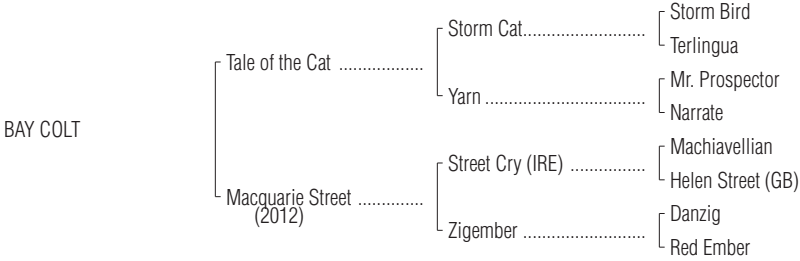 Storm Bird
Storm Cat..........................
Terlingua
Tale of the Cat ..................
Mr. Prospector
Yarn ..................................
Narrate
BAY COLT
Machiavellian
Street Cry (IRE) ................
Helen Street (GB)
Macquarie Street ..............
(2012)
Danzig
Zigember ..........................
Red Ember